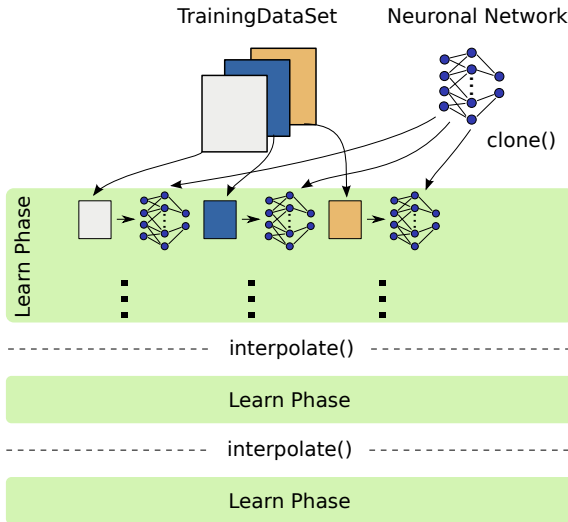 TrainingDataSet
Neuronal Network
clone()
Learn Phase
interpolate()
Learn Phase
interpolate()
Learn Phase